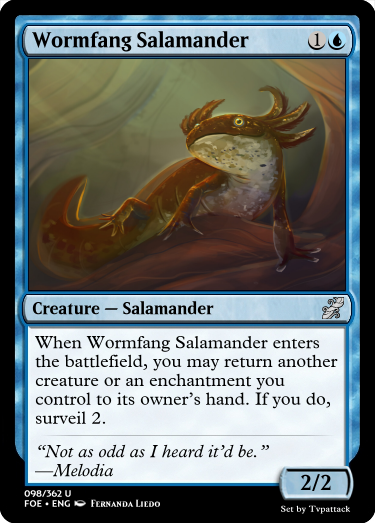 Wormfang Salamander 1
Creature — Salamander
When Wormfang Salamander enters
the battlefield, you may return another
creature or an enchantment you
control to its owner's hand. If you do,
surveil 2.
“Not as odd as I heard it'd be.”
—Melodia
2/2
098/362 U
FOE • ENG Fernanda Liedo
Set by Tvpattack